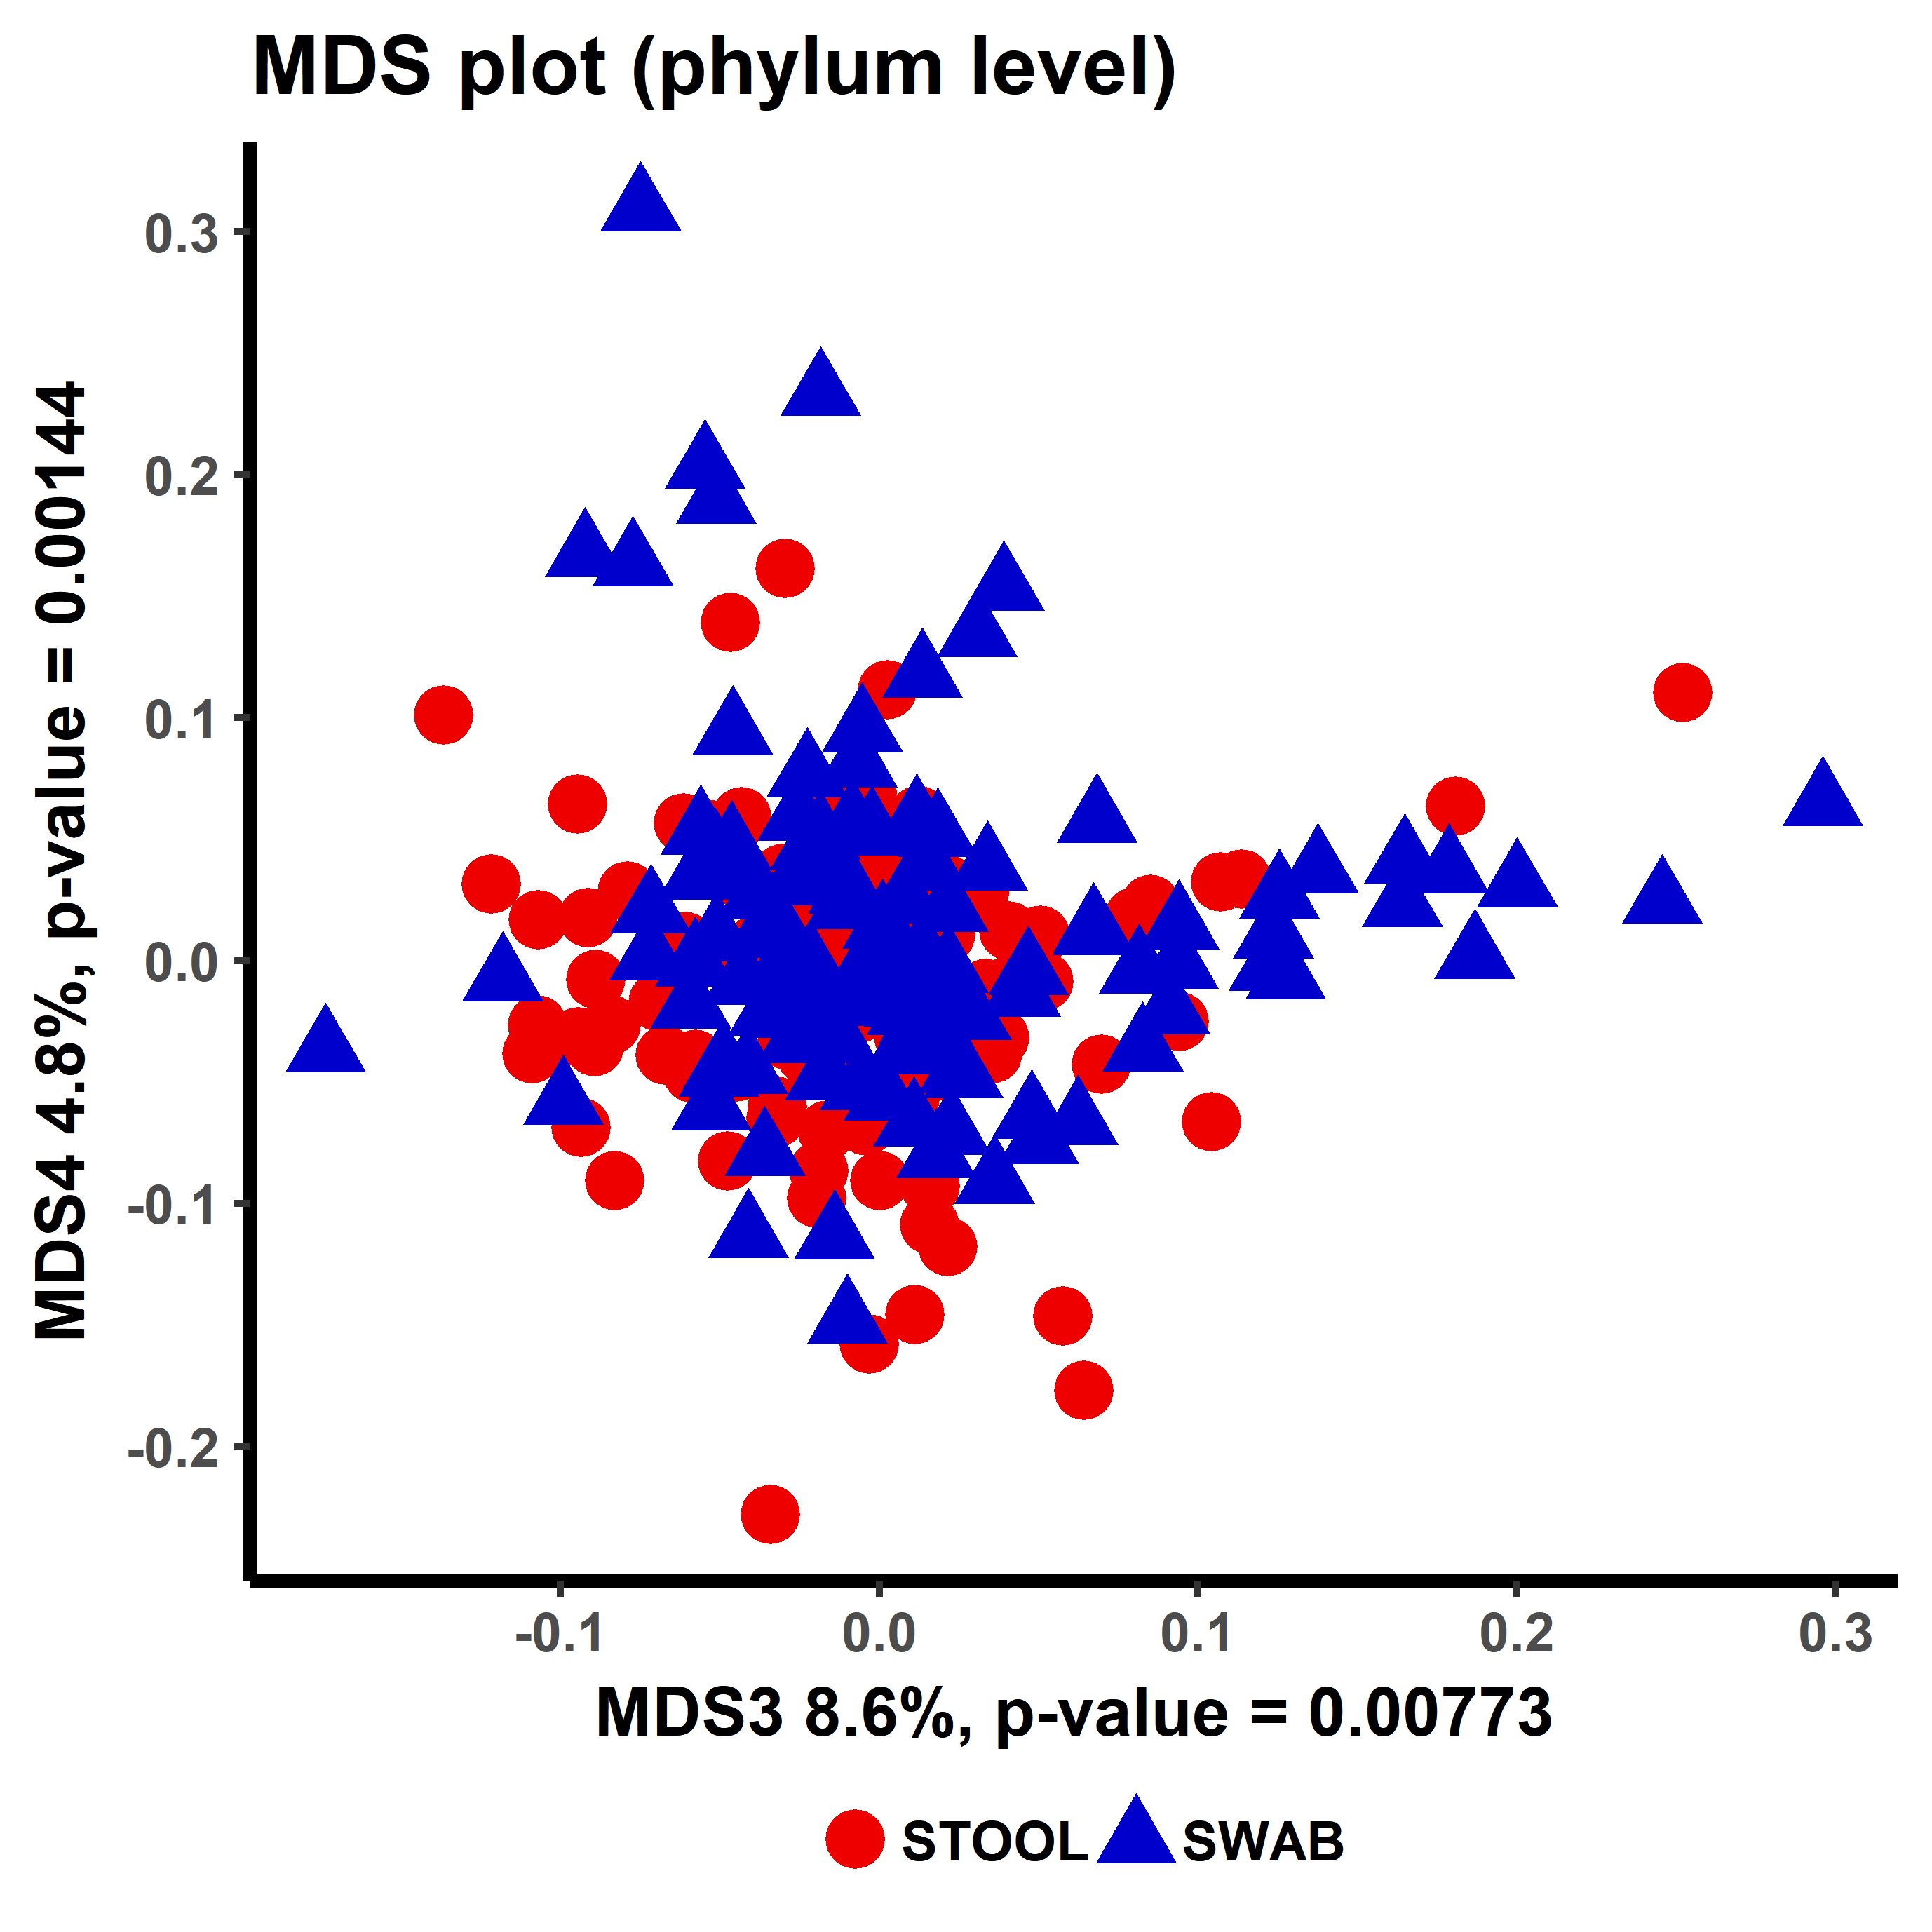 MDS plot (phylum level)
MDS4 4.8%, p-value = 0.00144
0.3
0.2
0.1
0.0
-0.1
-0.2
-0.1 0.0 0.1 0.2 0.3
MDS3 8.6%, p-value = 0.00773
STOOL SWAB